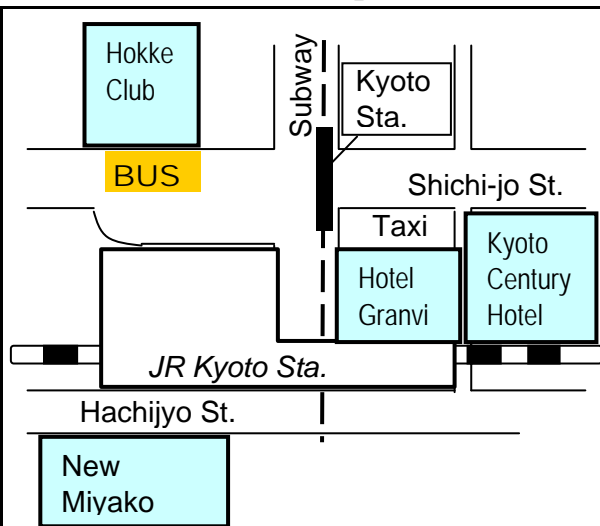 Hokke
Club
Subway
Kyoto
Sta.
BUS
Shichi-jo St.
Taxi
Kyoto
Century
Hotel
Hotel
Granvi
JR Kyoto Sta.
Hachijyo St.
New
Miyako